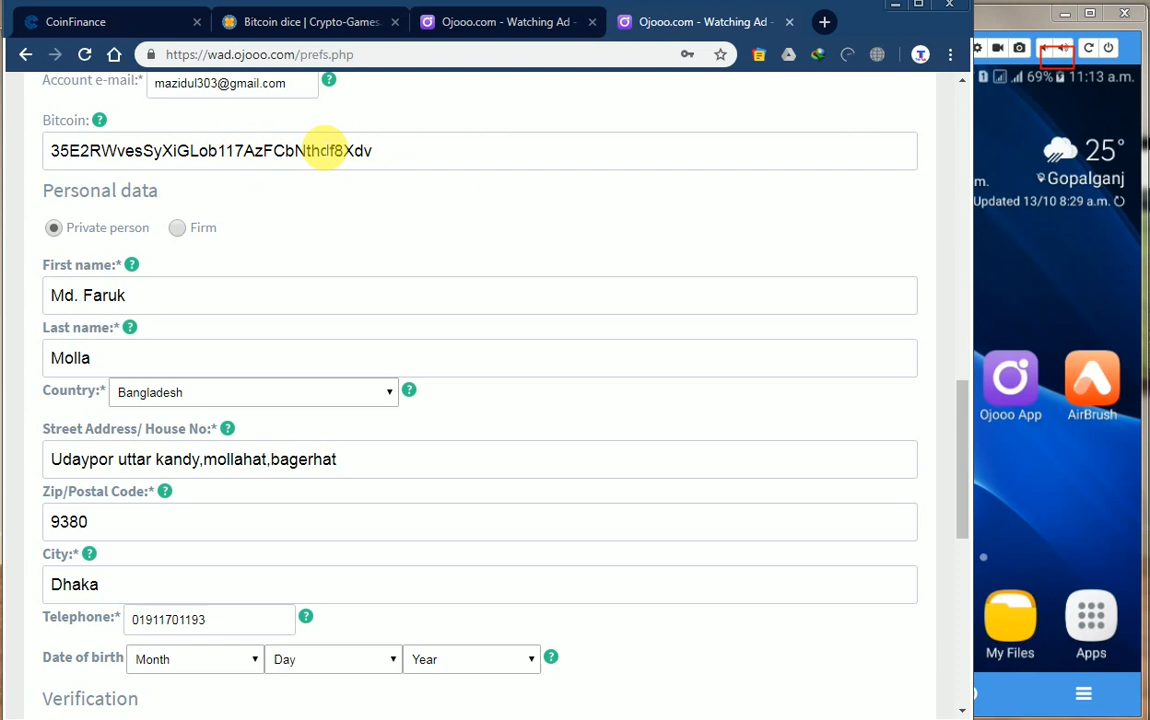 CoinFinance
Bitcoin dice | Crypto-Games.
Ojooo.com - Watching Ad -
Ojooo.com - Watching Ad -
https://wad.ojooo.com/prefs.php
Account e-mail:* mazidul303@gmail.com
Bitcoin:
35E2RWvesSyXiGLob117AzFCbNthdf8Xdv
Personal data
Private person Firm
First name:*
Md. Faruk
Last name:*
Molla
Country:* Bangladesh
Street Address/ House No:*
Udaypor uttar kandy,mollahat,bagerhat
Zip/Postal Code:*
9380
City:*
Dhaka
Telephone:* 01911701193
Date of birth Month Day Year
Verification
69% 11:13 a.m.
25°
m. Gopalganj
Updated 13/10 8:29 a.m.
Ojooo App
AirBrush
My Files
Apps